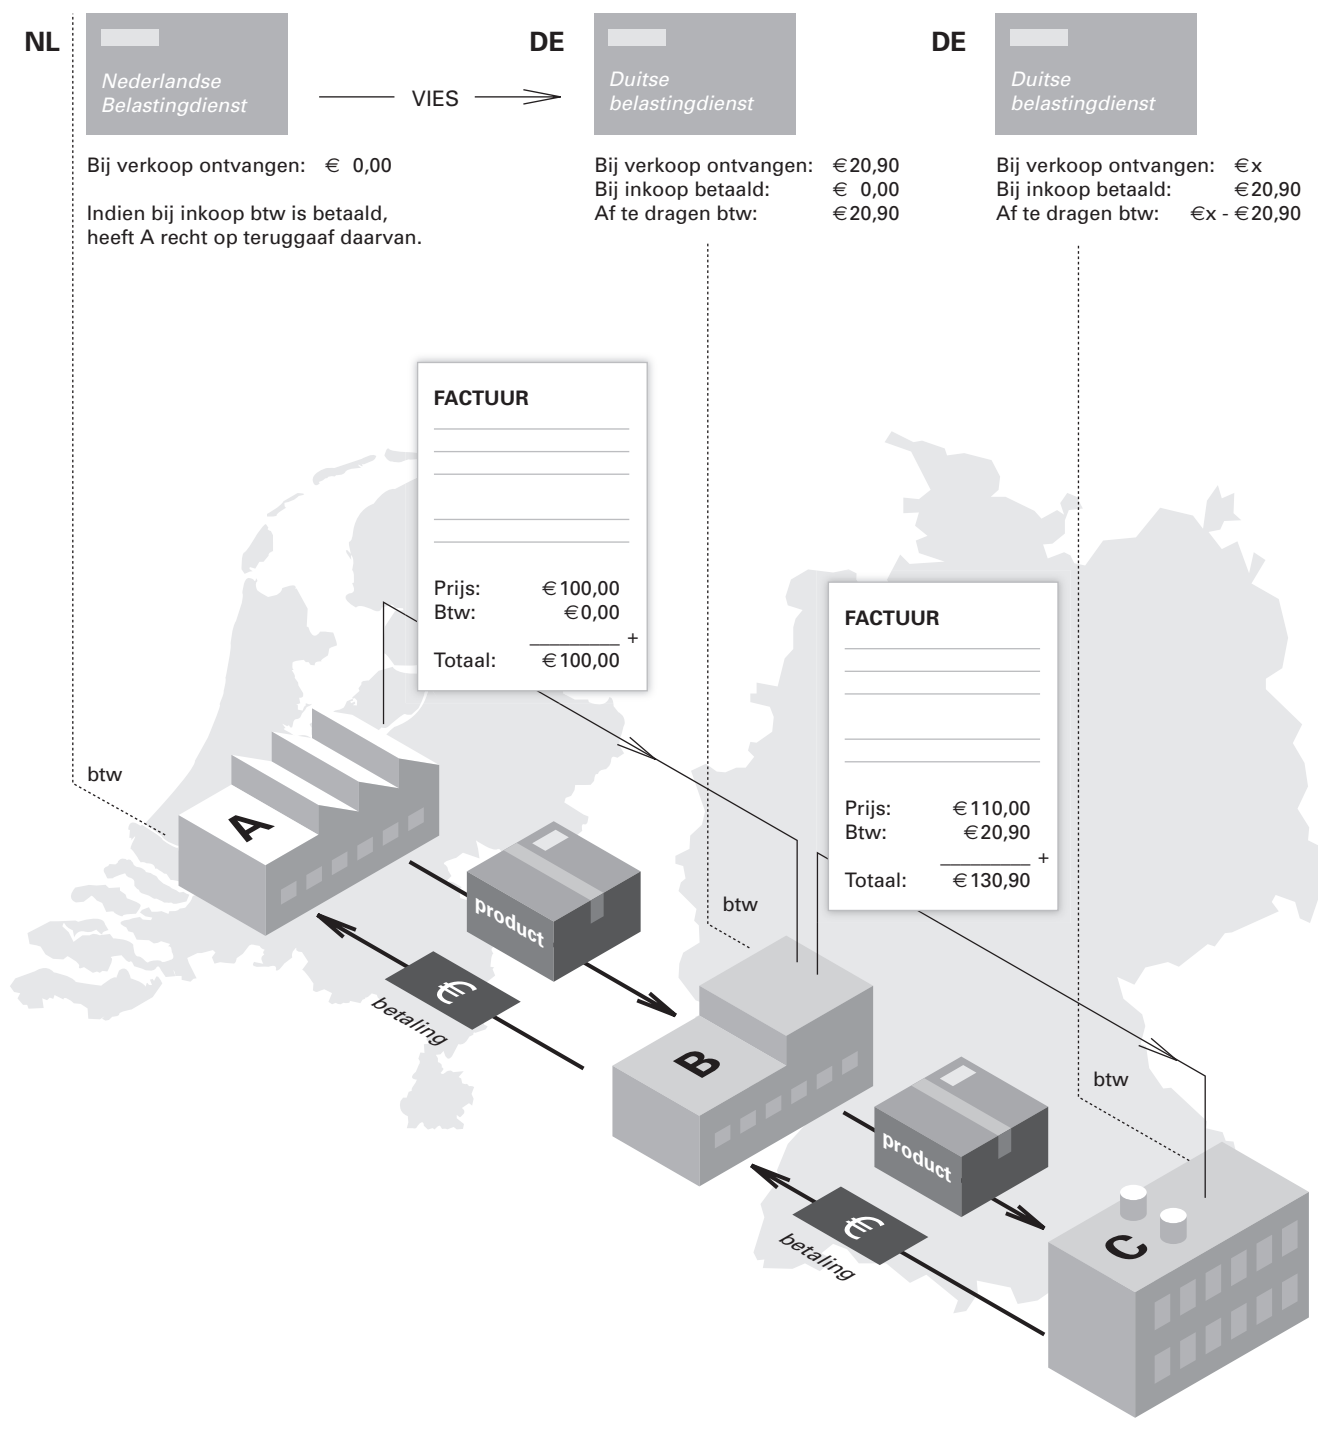 NL
Nederlandse
Belastingdienst
VIES
DE
Duitse
belastingdienst
DE
Duitse
belastingdienst
Bij verkoop ontvangen: € 0,00
Indien bij inkoop btw is betaald,
heeft A recht op teruggaaf daarvan.
Bij verkoop ontvangen: €20,90
Bij inkoop betaald: € 0,00
Af te dragen btw: €20,90
Bij verkoop ontvangen: €x
Bij inkoop betaald: €20,90
Af te dragen btw: €x - €20,90
FACTUUR
Prijs: €100,00
Btw: €0,00
+
Totaal: €100,00
FACTUUR
Prijs: €110,00
Btw: €20,90
+
Totaal: €130,90
btw
A
product
€
betaling
btw
B
product
€
betaling
btw
C